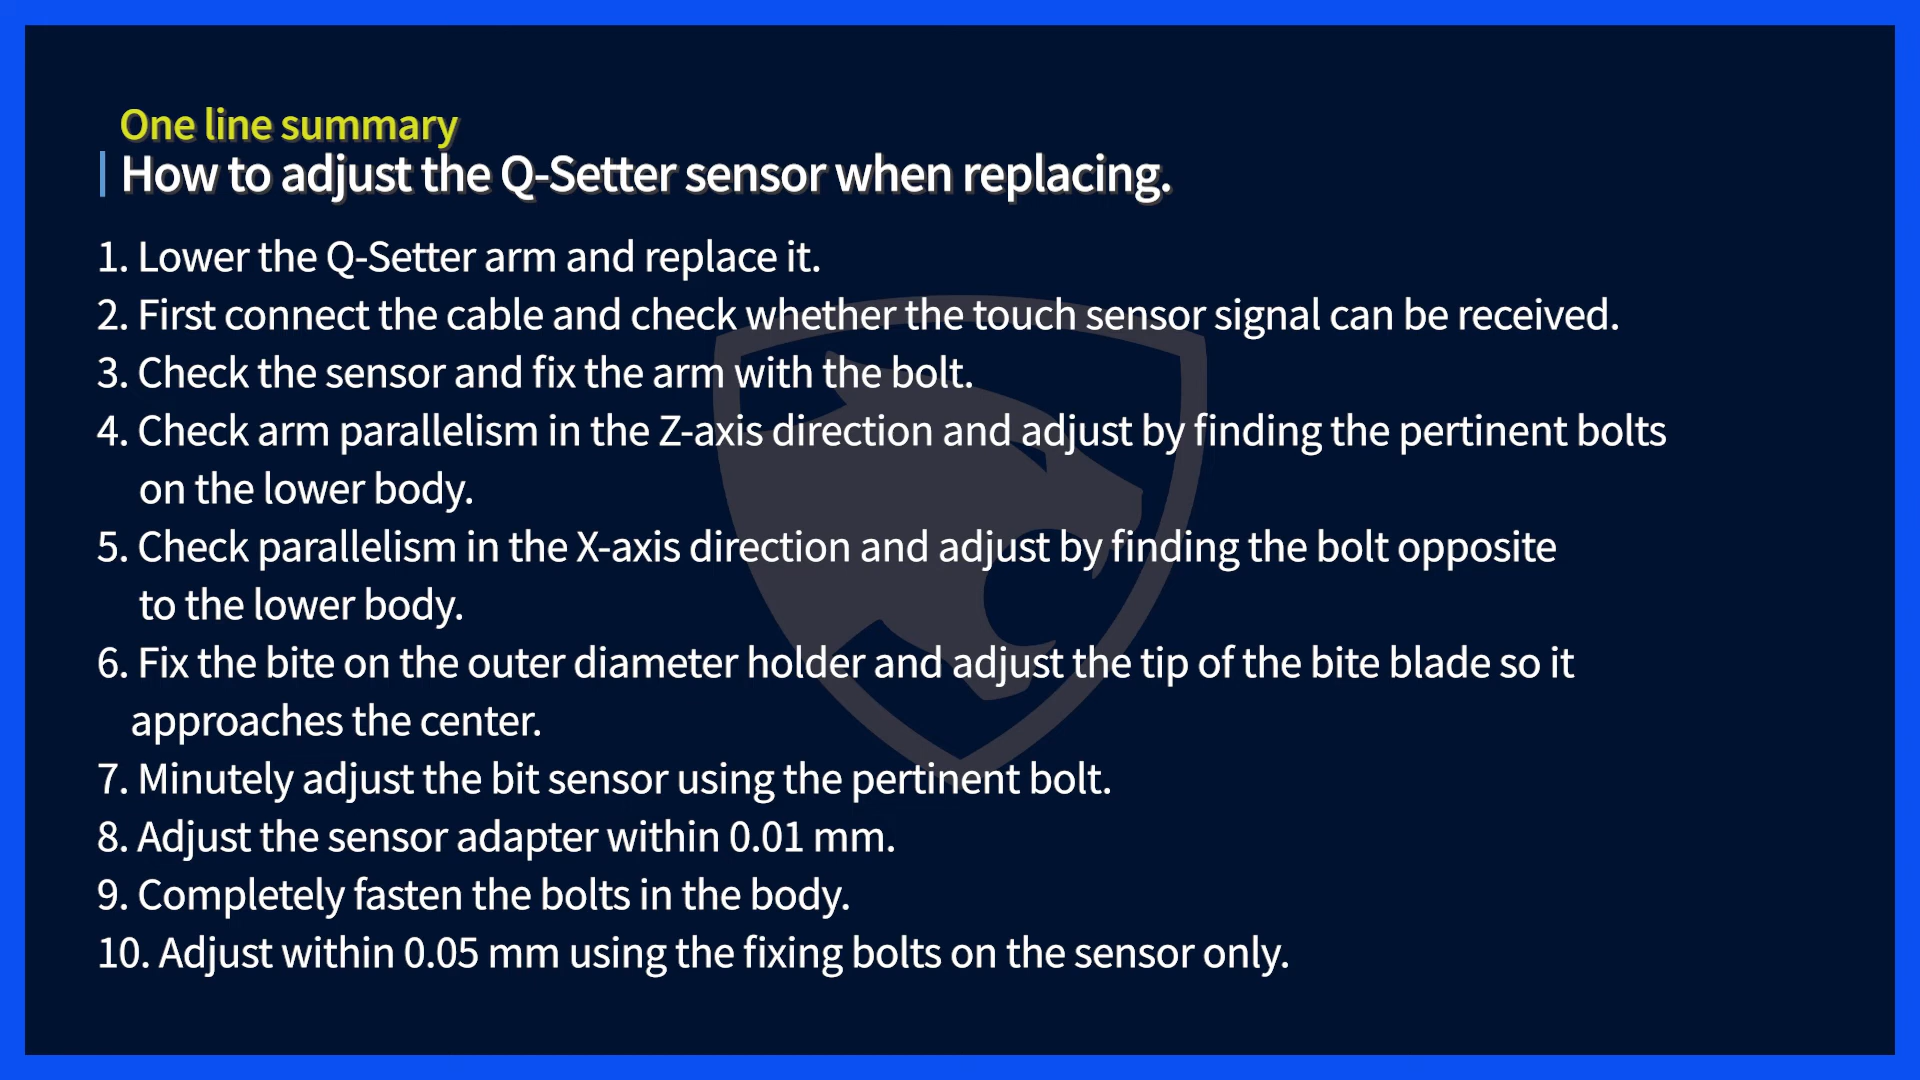 One line summary
How to adjust the Q-Setter sensor when replacing.
1. Lower the Q-Setter arm and replace it.
2. First connect the cable and check whether the touch sensor signal can be received.
3. Check the sensor and fix the arm with the bolt.
4. Check arm parallelism in the Z-axis direction and adjust by finding the pertinent bolts
on the lower body.
5. Check parallelism in the X-axis direction and adjust by finding the bolt opposite
to the lower body.
6. Fix the bite on the outer diameter holder and adjust the tip of the bite blade so it
approaches the center.
7. Minutely adjust the bit sensor using the pertinent bolt.
8. Adjust the sensor adapter within 0.01 mm.
9. Completely fasten the bolts in the body.
10. Adjust within 0.05 mm using the fixing bolts on the sensor only.